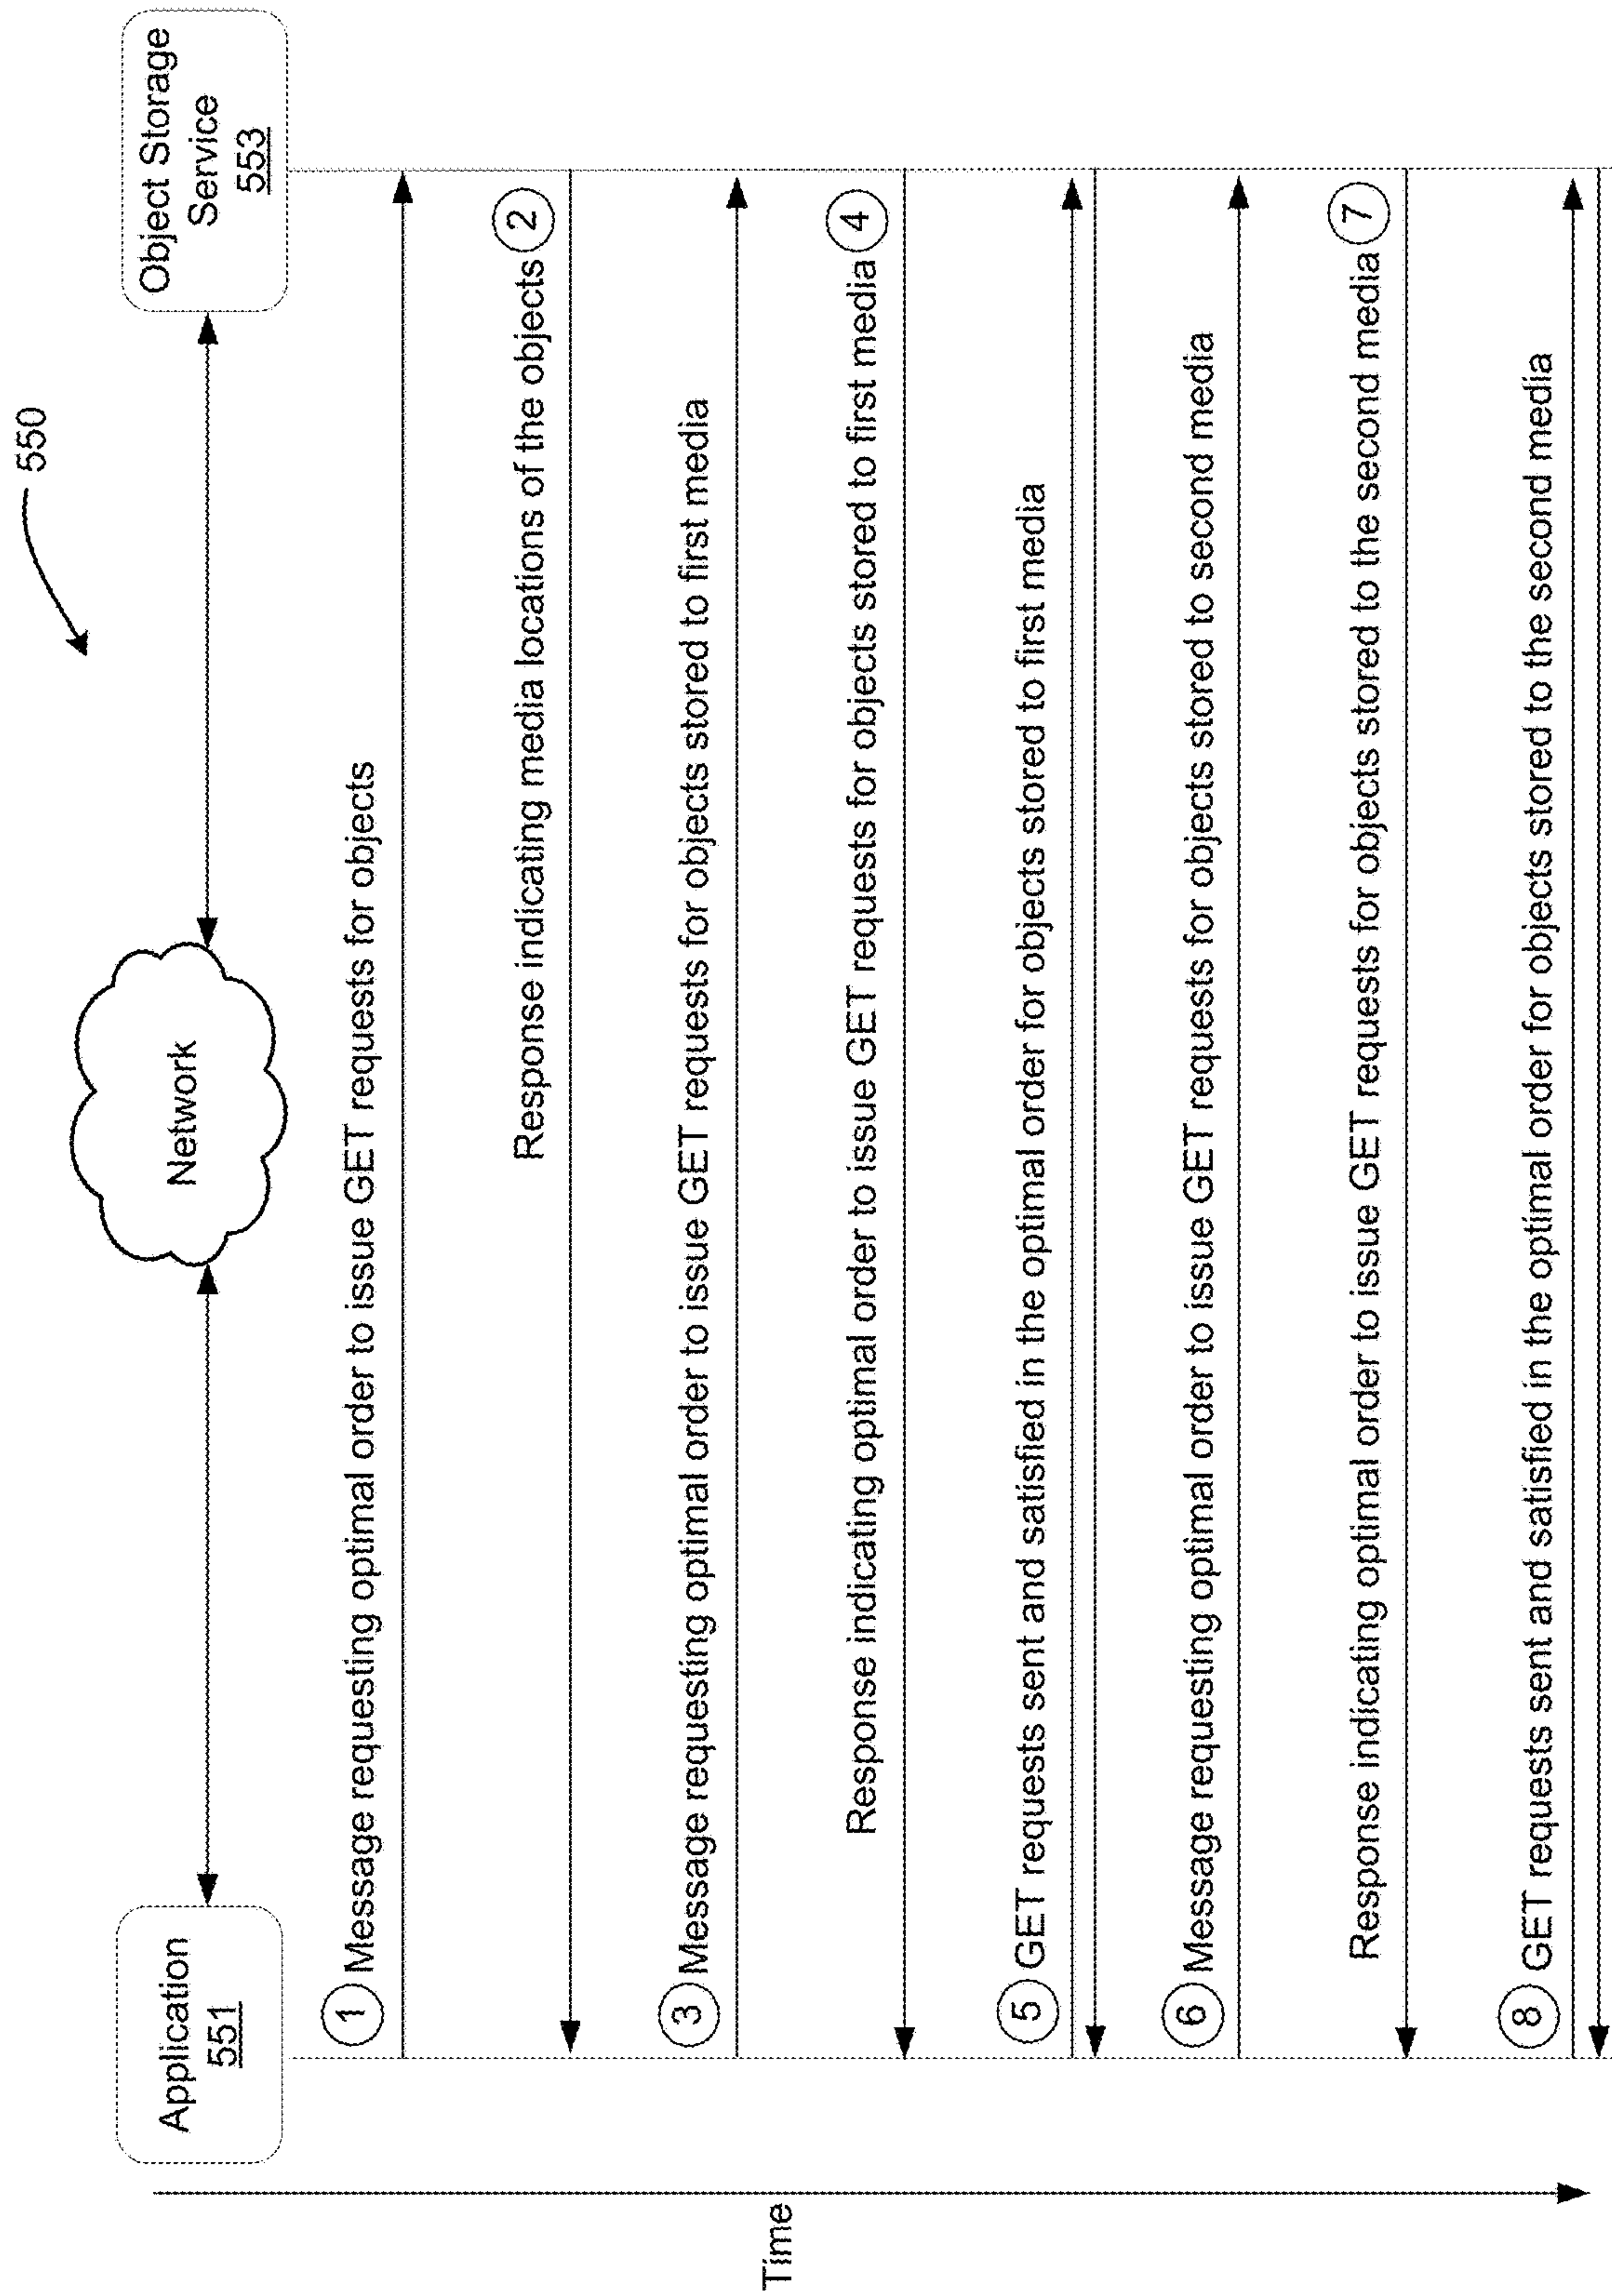 550
Application
551
Network
Object Storage
Service
553
Time
1 Message requesting optimal order to issue GET requests for objects
Response indicating media locations of the objects 2
3 Message requesting optimal order to issue GET requests for objects stored to first media
Response indicating optimal order to issue GET requests for objects stored to first media 4
5 GET requests sent and satisfied in the optimal order for objects stored to first media
6 Message requesting optimal order to issue GET requests for objects stored to second media
Response indicating optimal order to issue GET requests for objects stored to the second media 7
8 GET requests sent and satisfied in the optimal order for objects stored to the second media